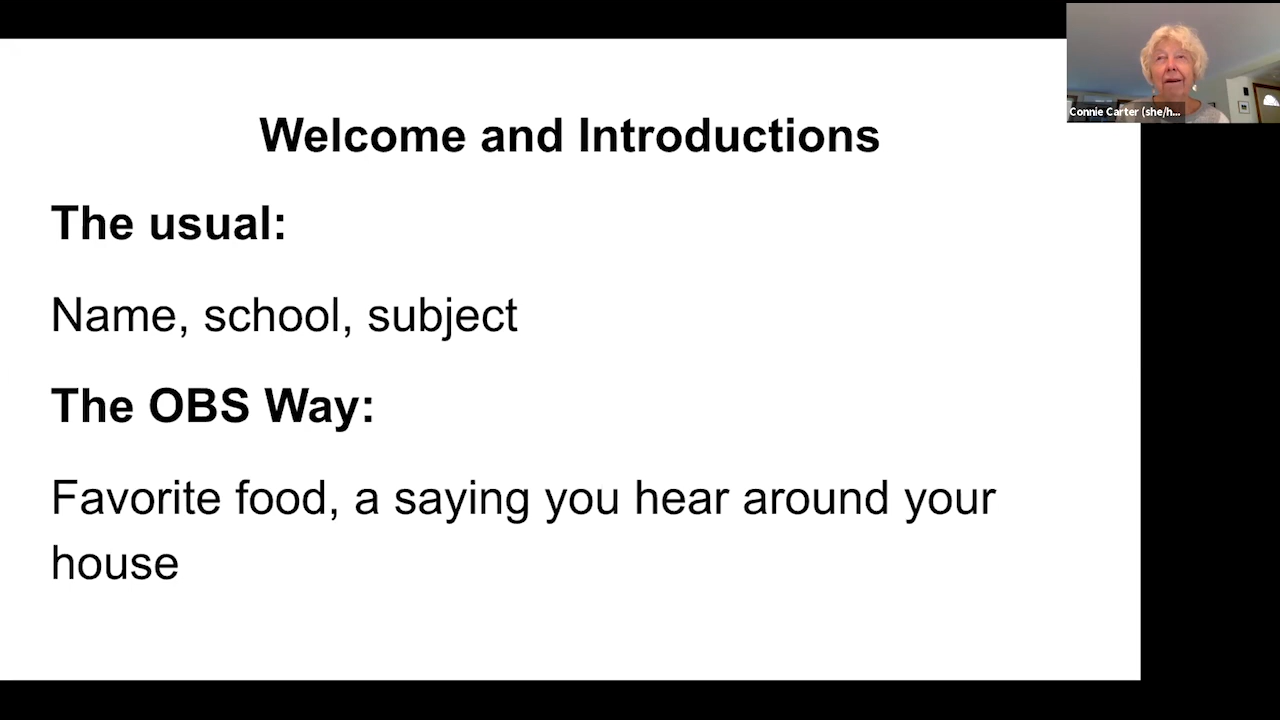 Connie Carter (she/h...
Welcome and Introductions
The usual:
Name, school, subject
The OBS Way:
Favorite food, a saying you hear around your
house